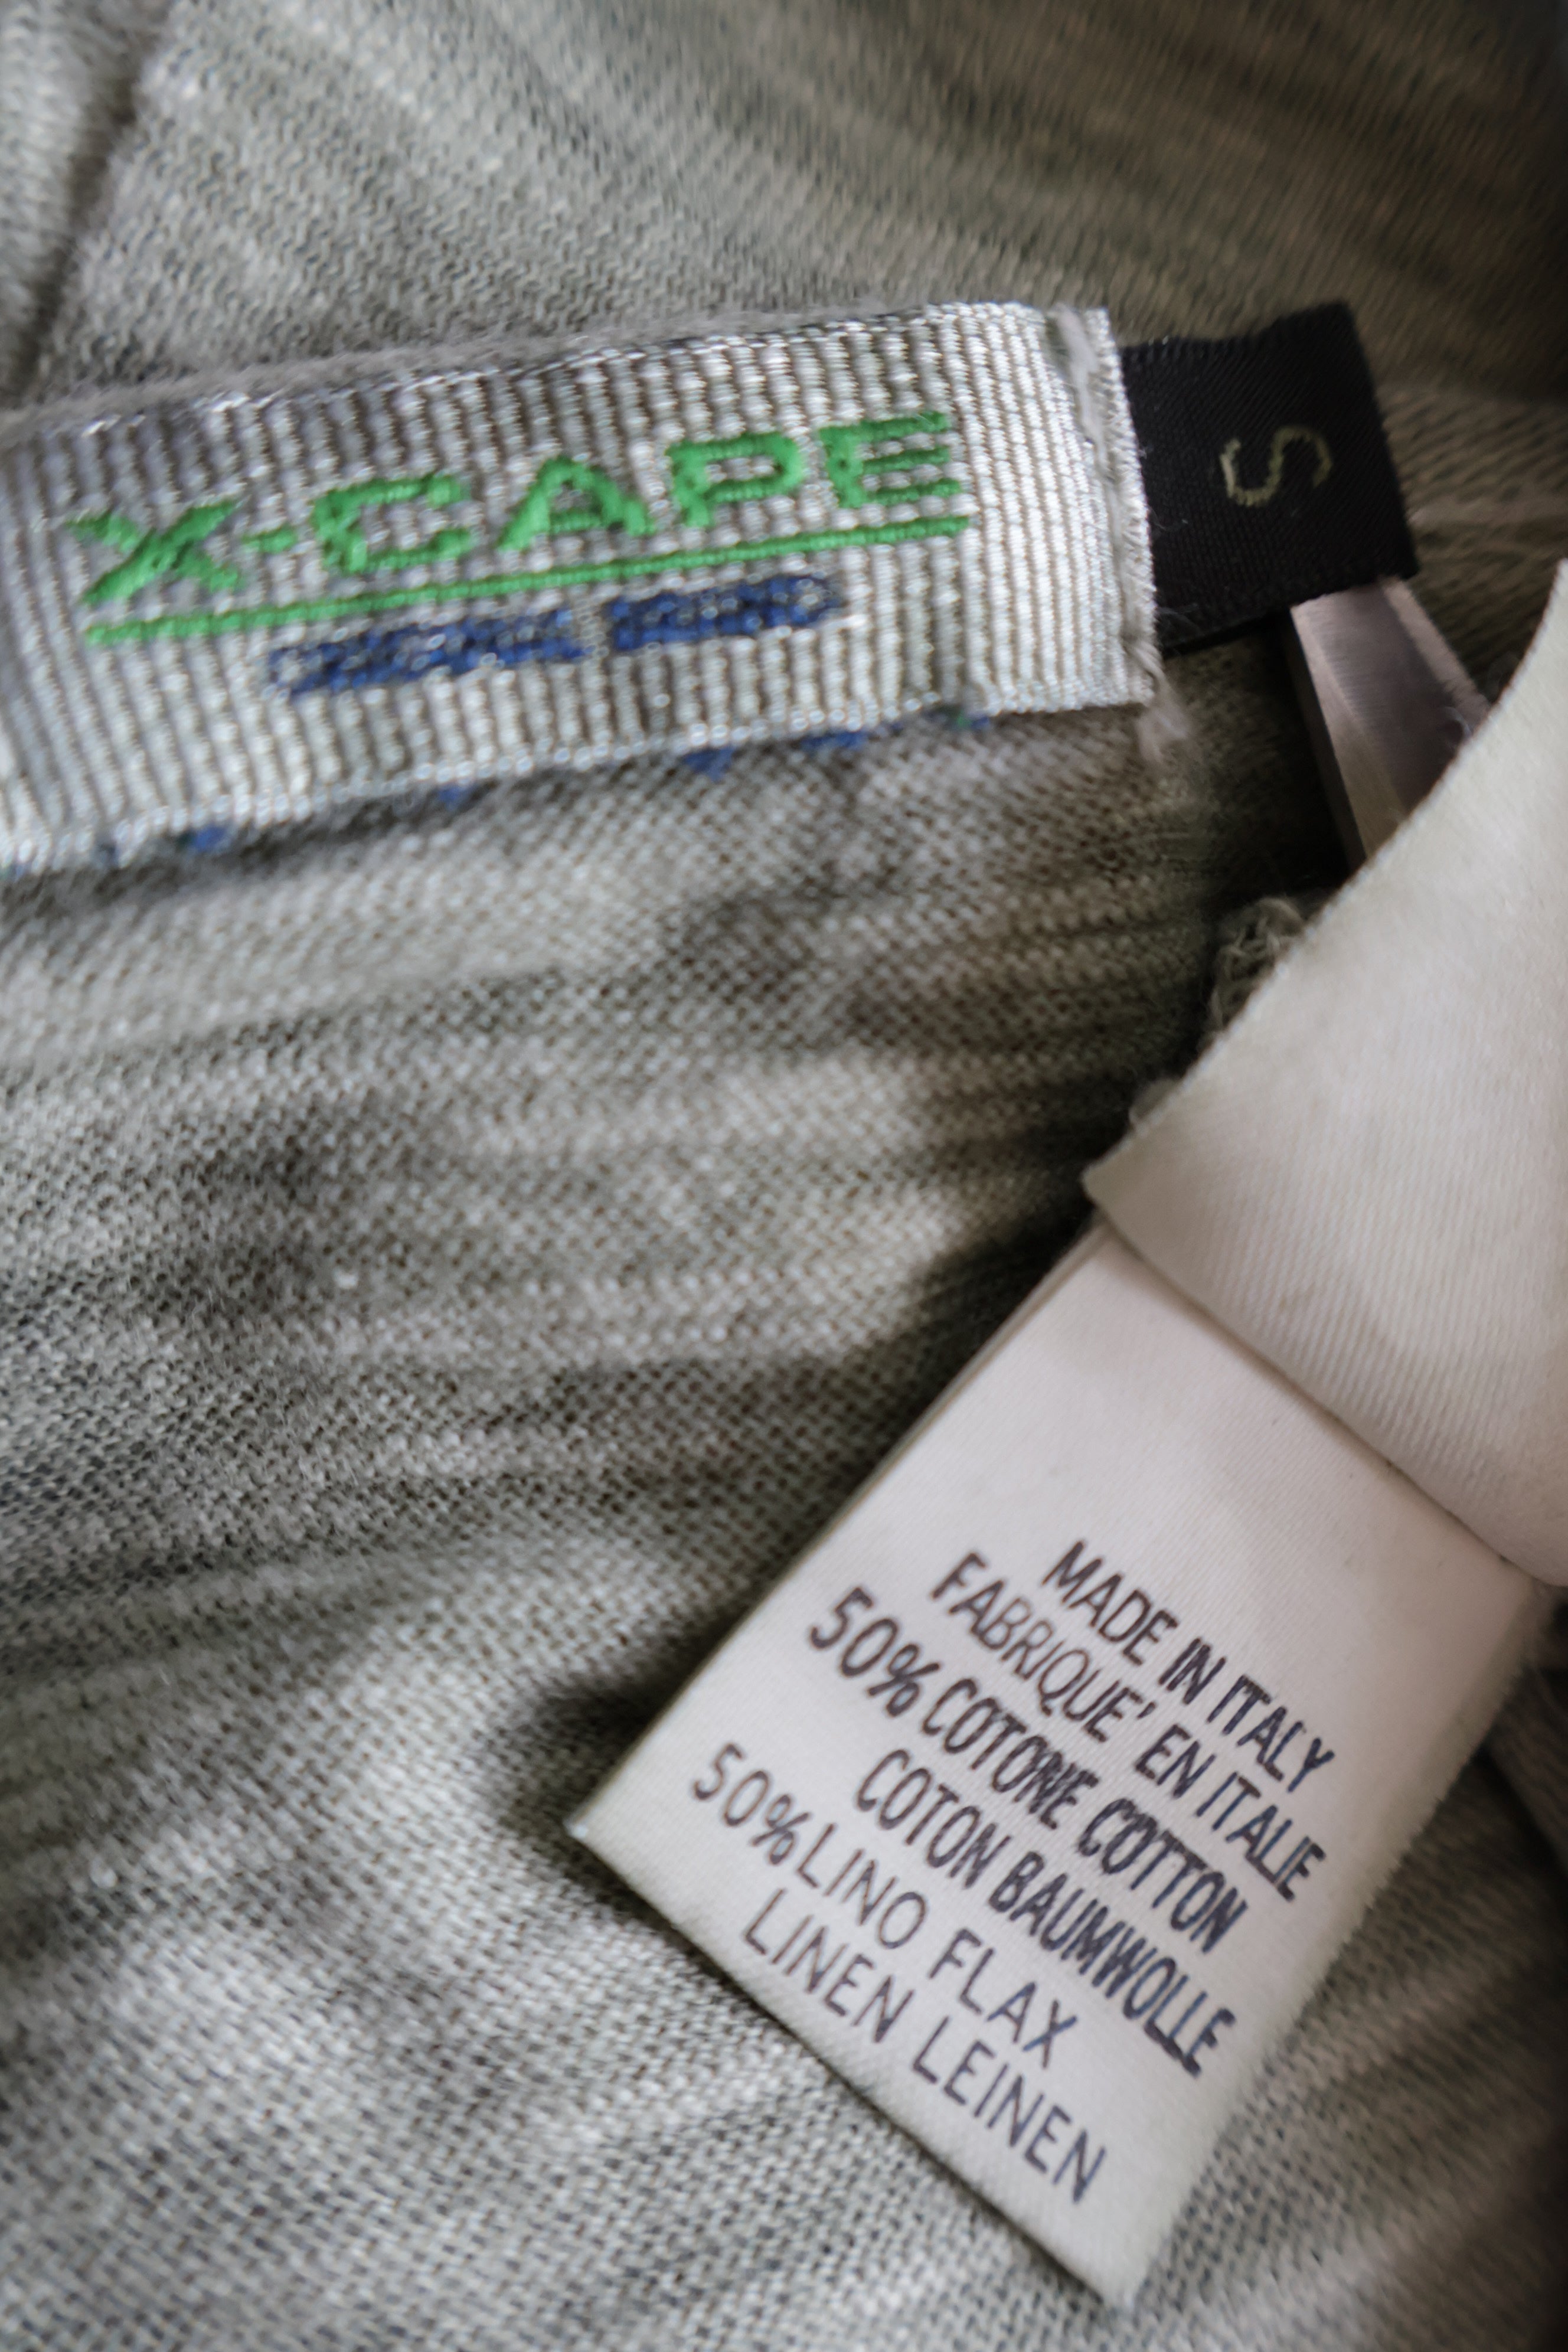 X-CAPE
S
MADE IN ITALY
FABRIQUE' EN ITALIE
50% COTONE COTTON
COTON BAUMWOLLE
50% LINO FLAX
LINEN LEINEN